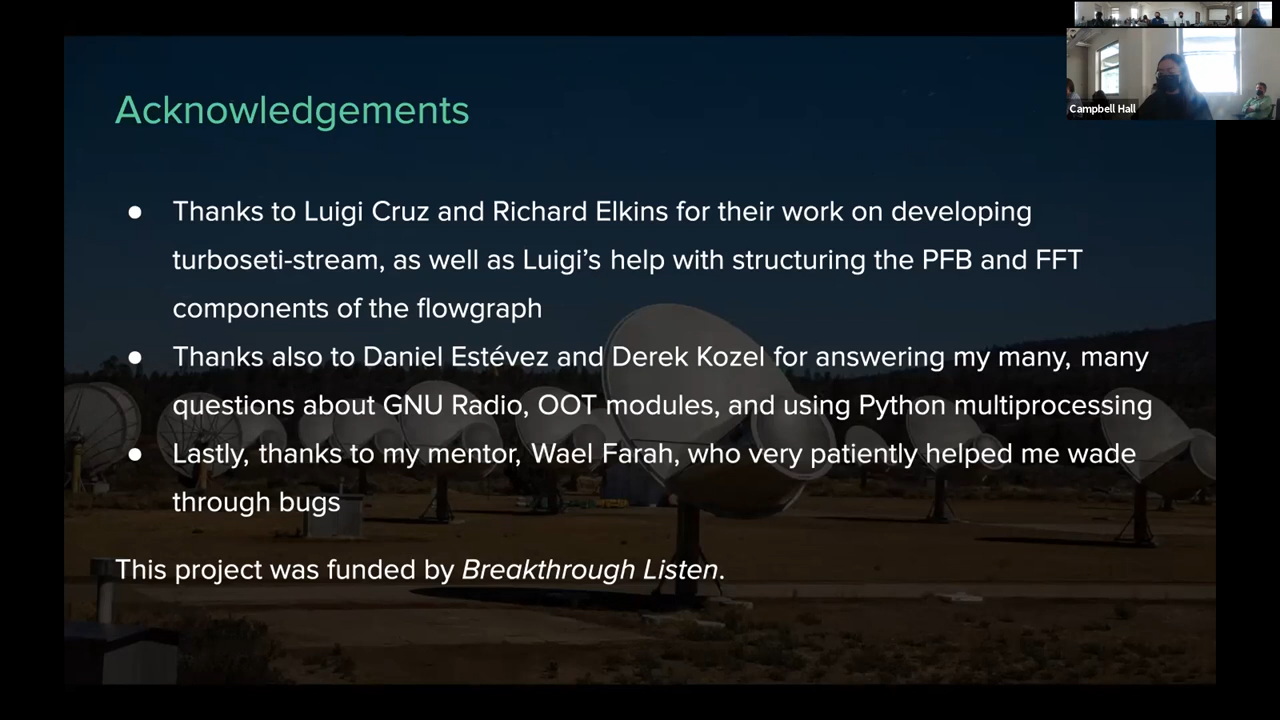 Campbell Hall
Acknowledgements
● Thanks to Luigi Cruz and Richard Elkins for their work on developing
turboseti-stream, as well as Luigi’s help with structuring the PFB and FFT
components of the flowgraph
● Thanks also to Daniel Estévez and Derek Kozel for answering my many, many
questions about GNU Radio, OOT modules, and using Python multiprocessing
● Lastly, thanks to my mentor, Wael Farah, who very patiently helped me wade
through bugs
This project was funded by Breakthrough Listen.